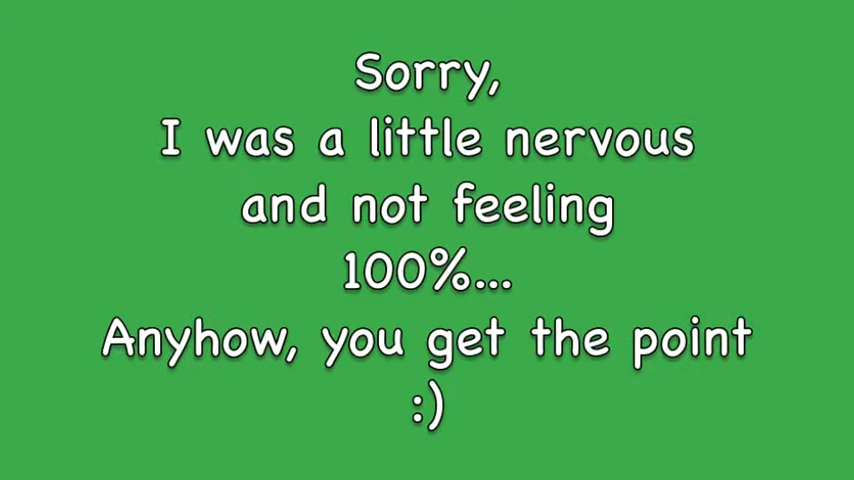 Sorry,
I was a little nervous
and not feeling
100%...
Anyhow, you get the point
:)